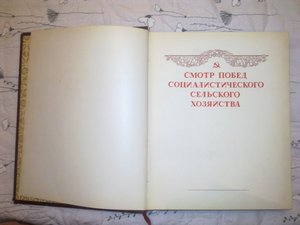 СМОТР ПОБЕД
СОЦИАЛИСТИЧЕСКОГО
СЕЛЬСКОГО
ХОЗЯЙСТВА